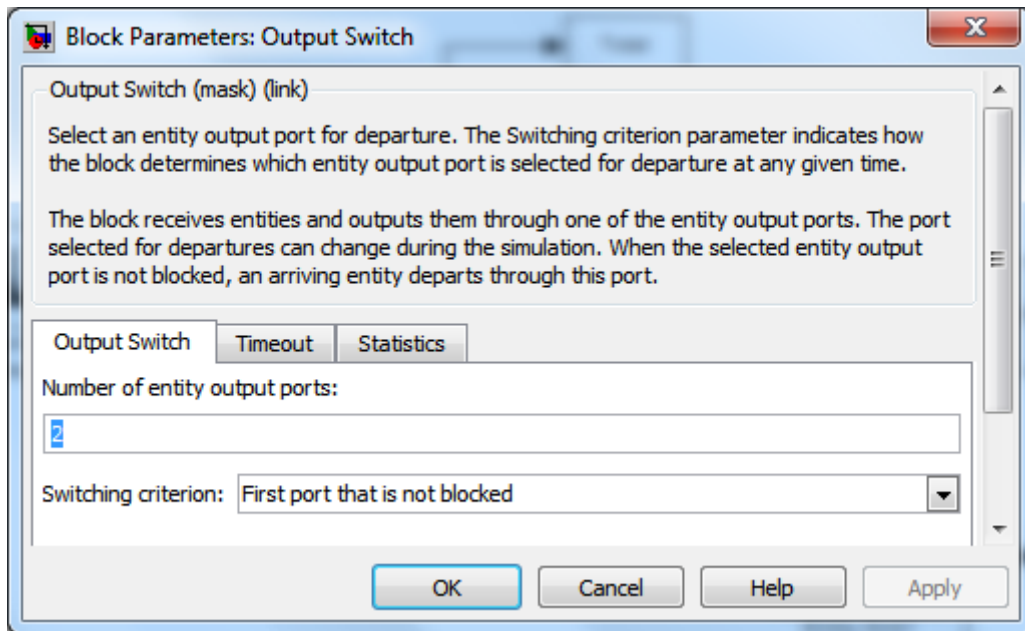 Block Parameters: Output Switch
Output Switch (mask) (link)
Select an entity output port for departure. The Switching criterion parameter indicates how
the block determines which entity output port is selected for departure at any given time.
The block receives entities and outputs them through one of the entity output ports. The port
selected for departures can change during the simulation. When the selected entity output
port is not blocked, an arriving entity departs through this port.
Output Switch Timeout Statistics
Number of entity output ports:
2
Switching criterion: First port that is not blocked
OK Cancel Help Apply